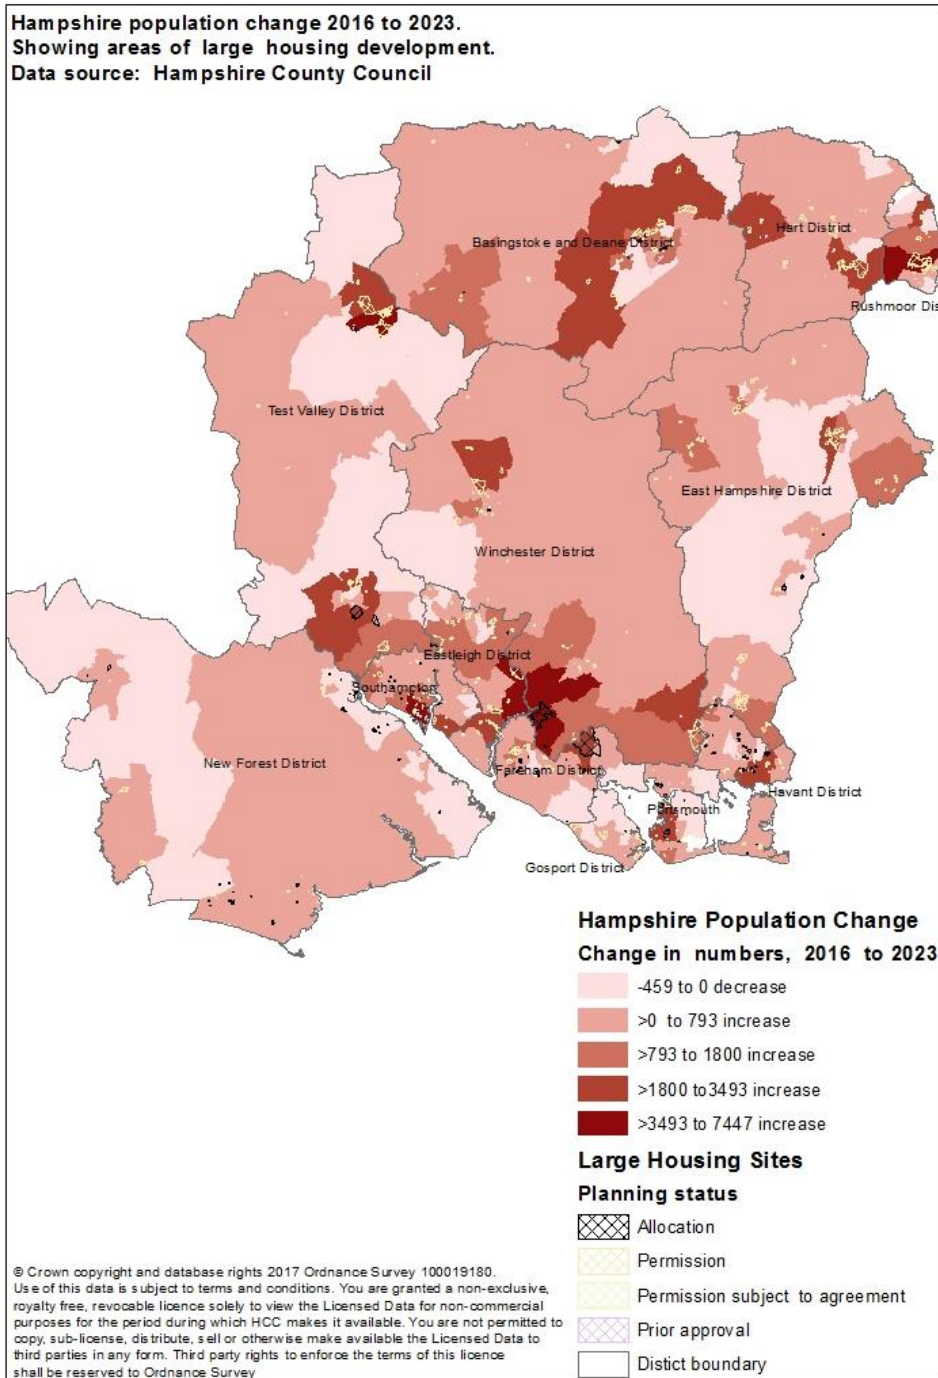 Hampshire population change 2016 to 2023.
Showing areas of large housing development.
Data source: Hampshire County Council
Basingstoke and Deane District
Hart District
Rushmoor Dis
Test Valley District
East Hampshire District
Winchester District
Eastleigh District
Southampton
New Forest District
Fareham District
Havant District
Portsmouth
Gosport District
Hampshire Population Change
Change in numbers, 2016 to 2023
-459 to 0 decrease
>0 to 793 increase
>793 to 1800 increase
>1800 to3493 increase
>3493 to 7447 increase
Large Housing Sites
Planning status
Allocation
Permission
Permission subject to agreement
Prior approval
Distict boundary
© Crown copyright and database rights 2017 Ordnance Survey 100019180.
Use of this data is subject to terms and conditions. You are granted a non-exclusive,
royalty free, revocable licence solely to view the Licensed Data for non-commercial
purposes for the period during which HCC makes it available. You are not permitted to
copy, sub-license, distribute, sell or otherwise make available the Licensed Data to
third parties in any form. Third party rights to enforce the terms of this licence
shall be reserved to Ordnance Survey